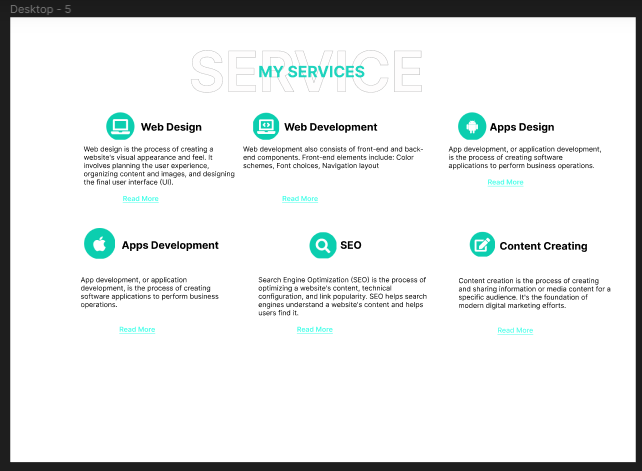 Desktop - 5
SERVICE
MY SERVICES
Web Design
Web design is the process of creating a
website's visual appearance and feel. It
involves planning the user experience,
organizing content and images, and designing
the final user interface (UI).
Read More
Web Development
Web development also consists of front-end and back-
end components. Front-end elements include: Color
schemes, Font choices, Navigation layout
Read More
Apps Design
App development, or application development,
is the process of creating software
applications to perform business operations.
Read More
Apps Development
App development, or application
development, is the process of creating
software applications to perform business
operations.
Read More
SEO
Search Engine Optimization (SEO) is the process of
optimizing a website's content, technical
configuration, and link popularity. SEO helps search
engines understand a website's content and helps
users find it.
Read More
Content Creating
Content creation is the process of creating
and sharing information or media content for a
specific audience. It's the foundation of
modern digital marketing efforts.
Read More